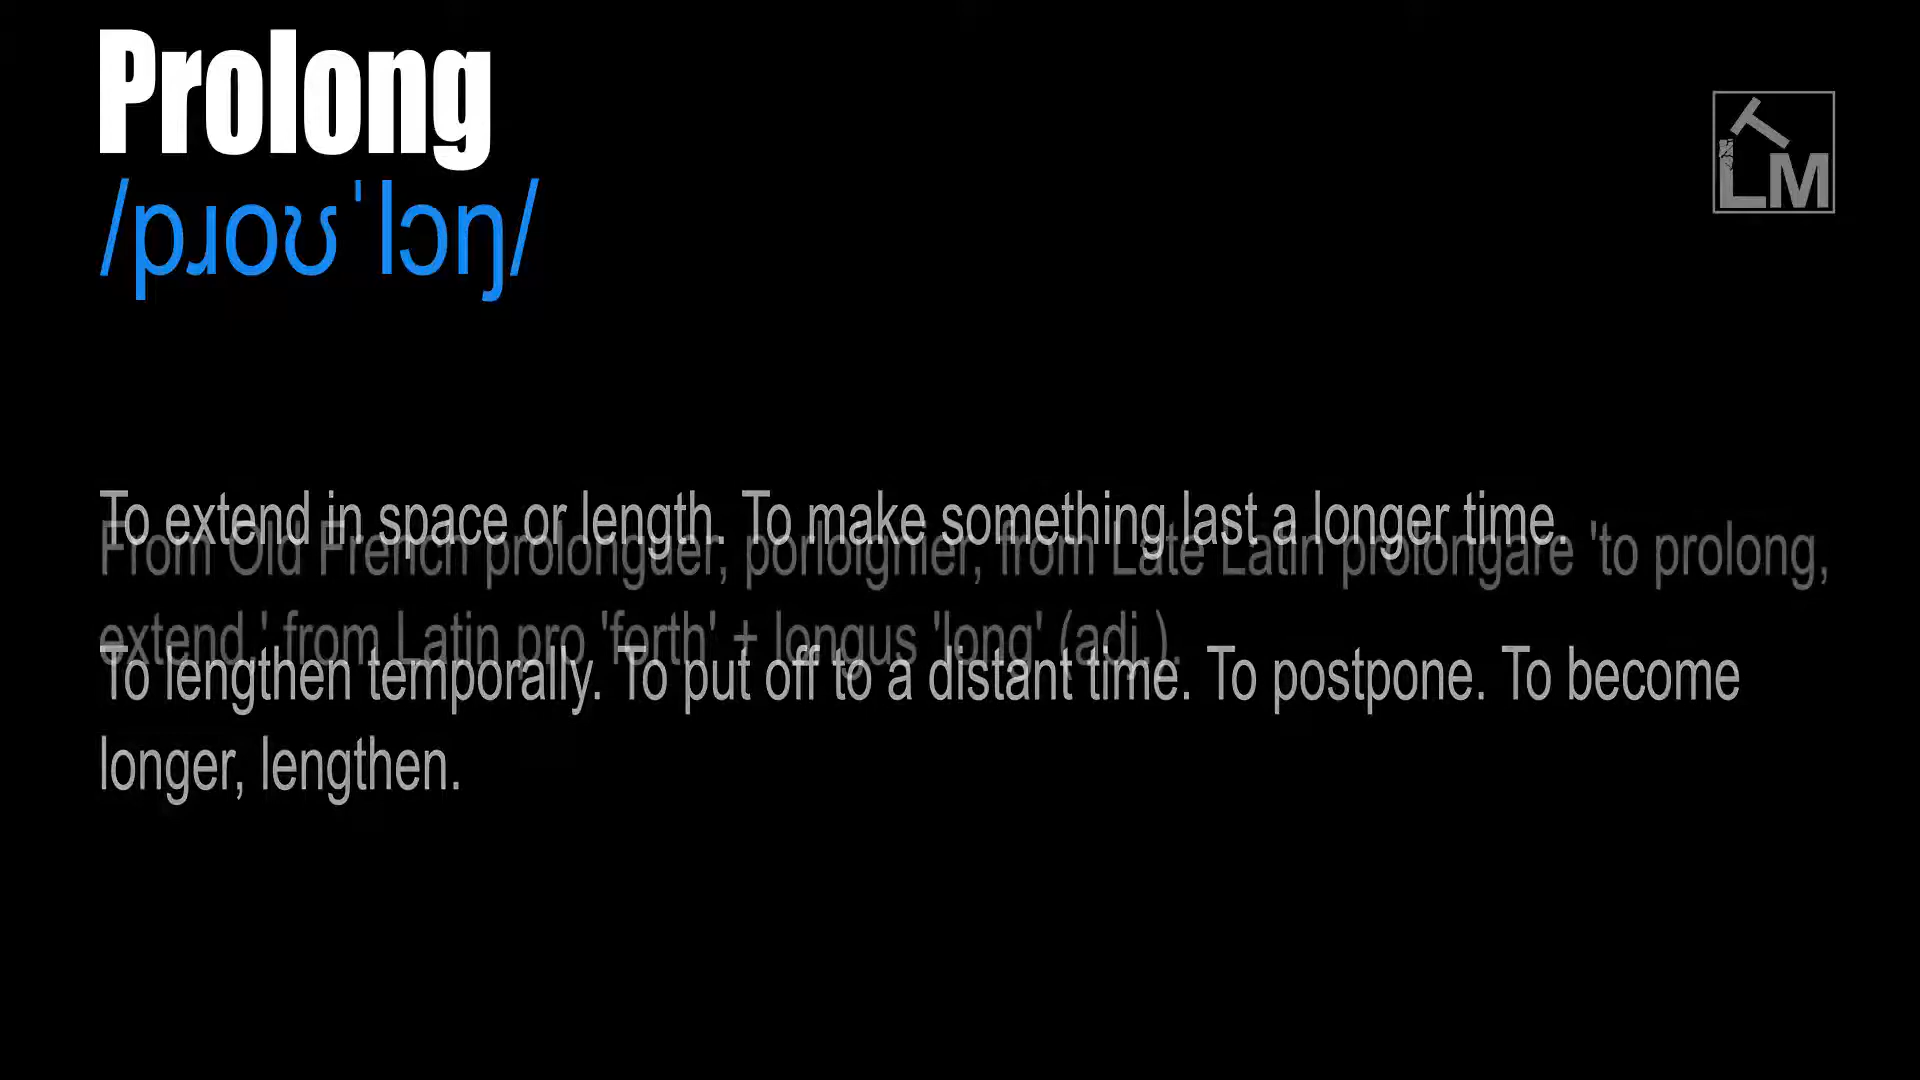 Prolong
/pɹoʊˈlɔŋ/
TLM
To extend in space or length. To make something last a longer time.
From Old French prolonguer, porloignier, from Late Latin prolongare 'to prolong,
extend,' from Latin pro 'forth' + longus 'long' (adj.).
To lengthen temporally. To put off to a distant time. To postpone. To become
longer, lengthen.